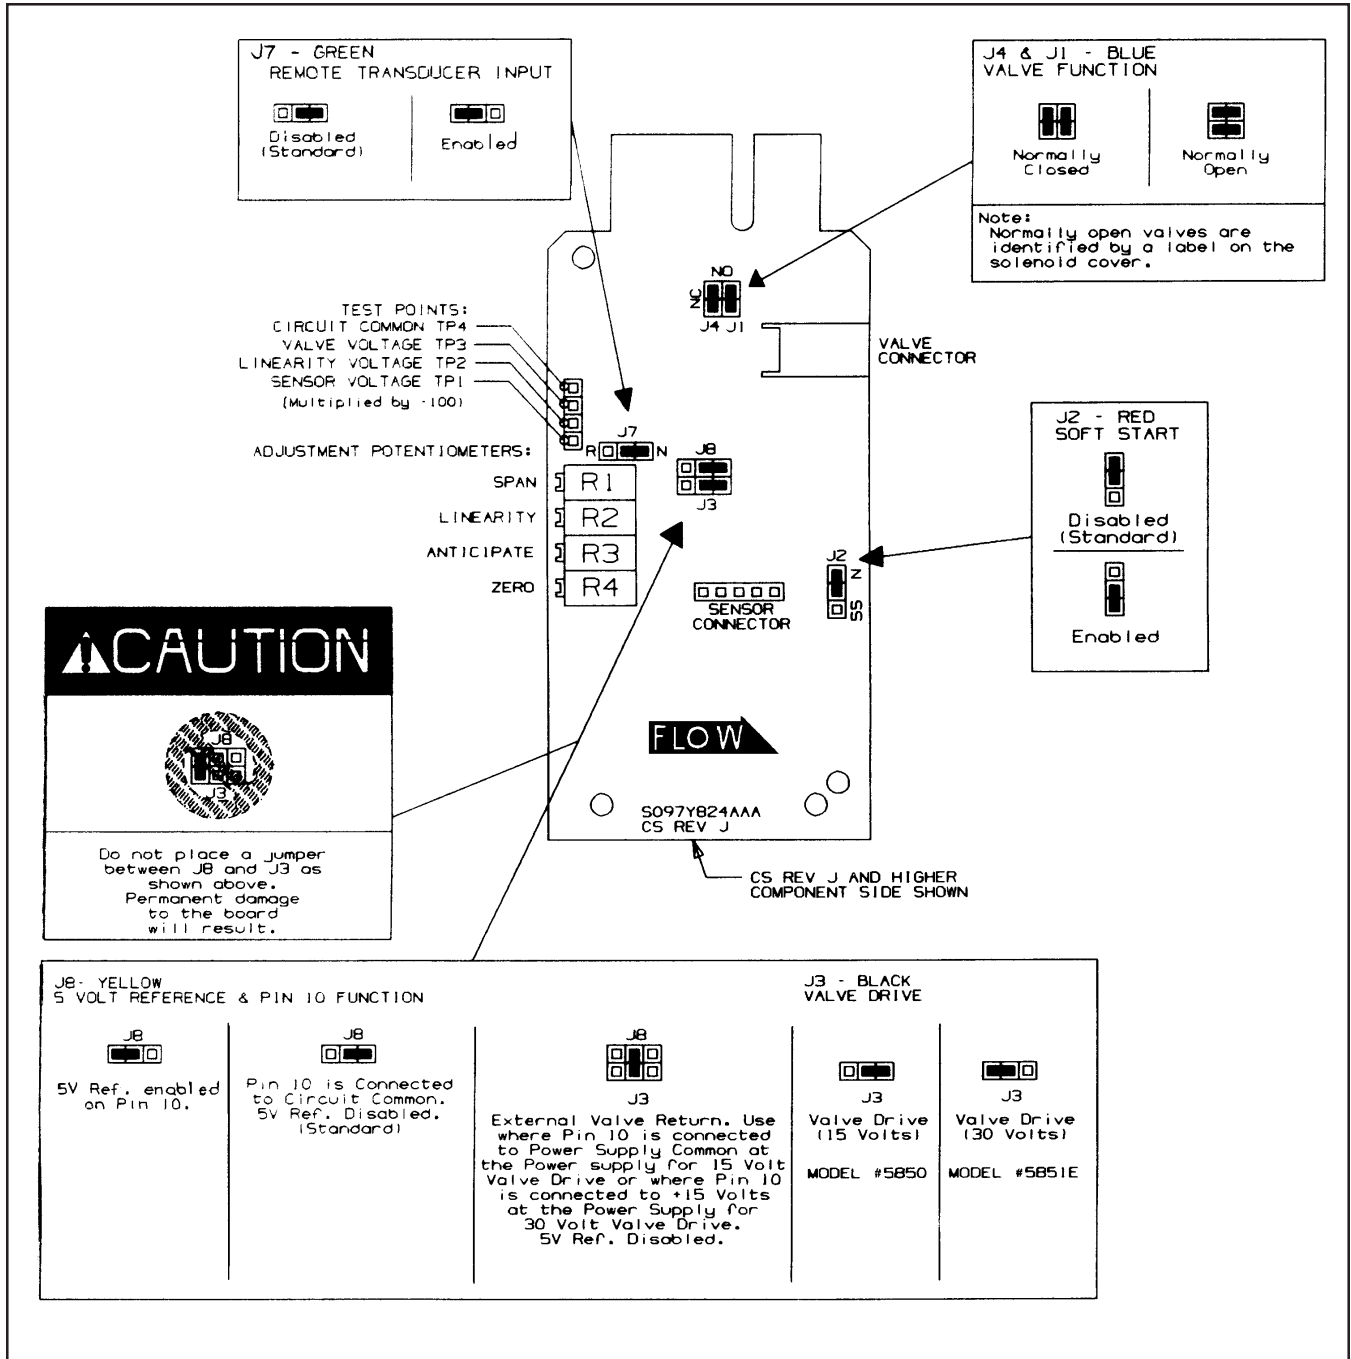 J7 - GREEN
REMOTE TRANSDUCER INPUT
Disabled
(Standard)
Enabled
J4 & J1 - BLUE
VALVE FUNCTION
Normally
Closed
Normally
Open
Note:
Normally open valves are
identified by a label on the
solenoid cover.
NO
NC
J4 J1
TEST POINTS:
CIRCUIT COMMON TP4
VALVE VOLTAGE TP3
LINEARITY VOLTAGE TP2
SENSOR VOLTAGE TP1
(Multiplied by -100)
VALVE
CONNECTOR
J7
R N
J8
J3
ADJUSTMENT POTENTIOMETERS:
SPAN R1
LINEARITY R2
ANTICIPATE R3
ZERO R4
J2 - RED
SOFT START
Disabled
(Standard)
Enabled
J2
N
SS
SENSOR
CONNECTOR
CAUTION
J8
J3
Do not place a jumper
between J8 and J3 as
shown above.
Permanent damage
to the board
will result.
FLOW
S097Y824AAA
CS REV J
CS REV J AND HIGHER
COMPONENT SIDE SHOWN
J8- YELLOW
5 VOLT REFERENCE & PIN 10 FUNCTION
J8
5V Ref. enabled
on Pin 10.
J8
Pin 10 is Connected
to Circuit Common.
5V Ref. Disabled.
(Standard)
J8
J3
External Valve Return. Use
where Pin 10 is connected
to Power Supply Common at
the Power supply for 15 Volt
Valve Drive or where Pin 10
is connected to +15 Volts
at the Power Supply for
30 Volt Valve Drive.
5V Ref. Disabled.
J3 - BLACK
VALVE DRIVE
J3
Valve Drive
(15 Volts)
MODEL #5850
J3
Valve Drive
(30 Volts)
MODEL #5851E